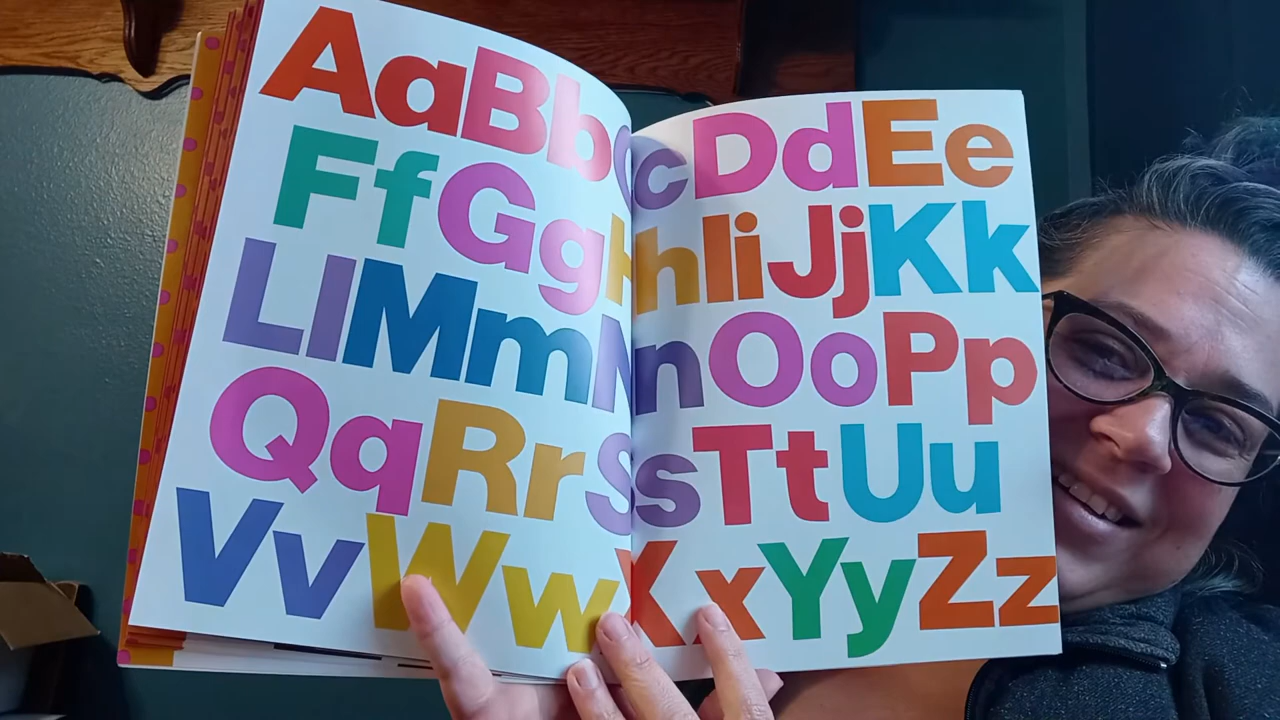 AaBbCcDdEe
FfGgHhIiJjKk
LlMmNnOoPp
QqRrSsTtUu
VvWwXxYyZz